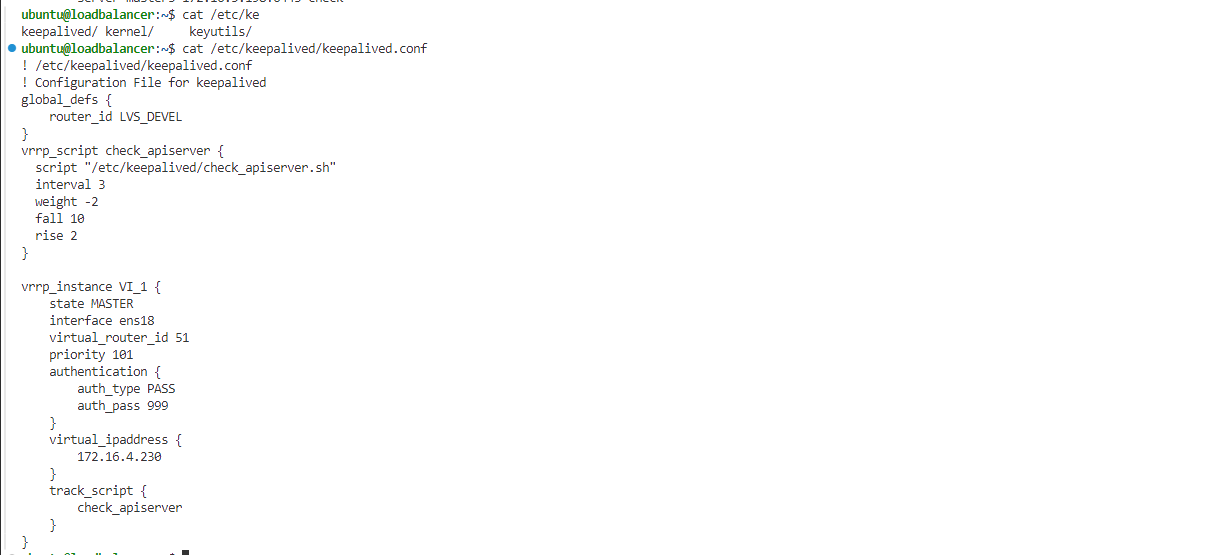 ubuntu@loadbalancer:~$ cat /etc/ke
keepalived/ kernel/     keyutils/
ubuntu@loadbalancer:~$ cat /etc/keepalived/keepalived.conf
! /etc/keepalived/keepalived.conf
! Configuration File for keepalived
global_defs {
    router_id LVS_DEVEL
}
vrrp_script check_apiserver {
  script "/etc/keepalived/check_apiserver.sh"
  interval 3
  weight -2
  fall 10
  rise 2
}

vrrp_instance VI_1 {
    state MASTER
    interface ens18
    virtual_router_id 51
    priority 101
    authentication {
        auth_type PASS
        auth_pass 999
    }
    virtual_ipaddress {
        172.16.4.230
    }
    track_script {
        check_apiserver
    }
}